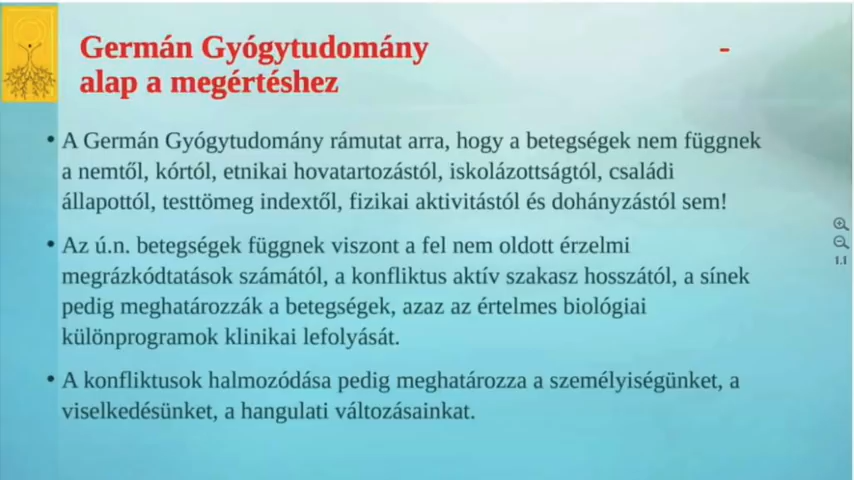 Germán Gyógytudomány -
alap a megértéshez
• A Germán Gyógytudomány rámutat arra, hogy a betegségek nem függnek
a nemtől, kórtól, etnikai hovatartozástól, iskolázottságtól, családi
állapottól, testtömeg indextől, fizikai aktivitástól és dohányzástól sem!
• Az ú.n. betegségek függnek viszont a fel nem oldott érzelmi
megrázkódtatások számától, a konfliktus aktív szakasz hosszától, a sínek
pedig meghatározzák a betegségek, azaz az értelmes biológiai
különprogramok klinikai lefolyását.
• A konfliktusok halmozódása pedig meghatározza a személyiségünket, a
viselkedésünket, a hangulati változásainkat.
1:1